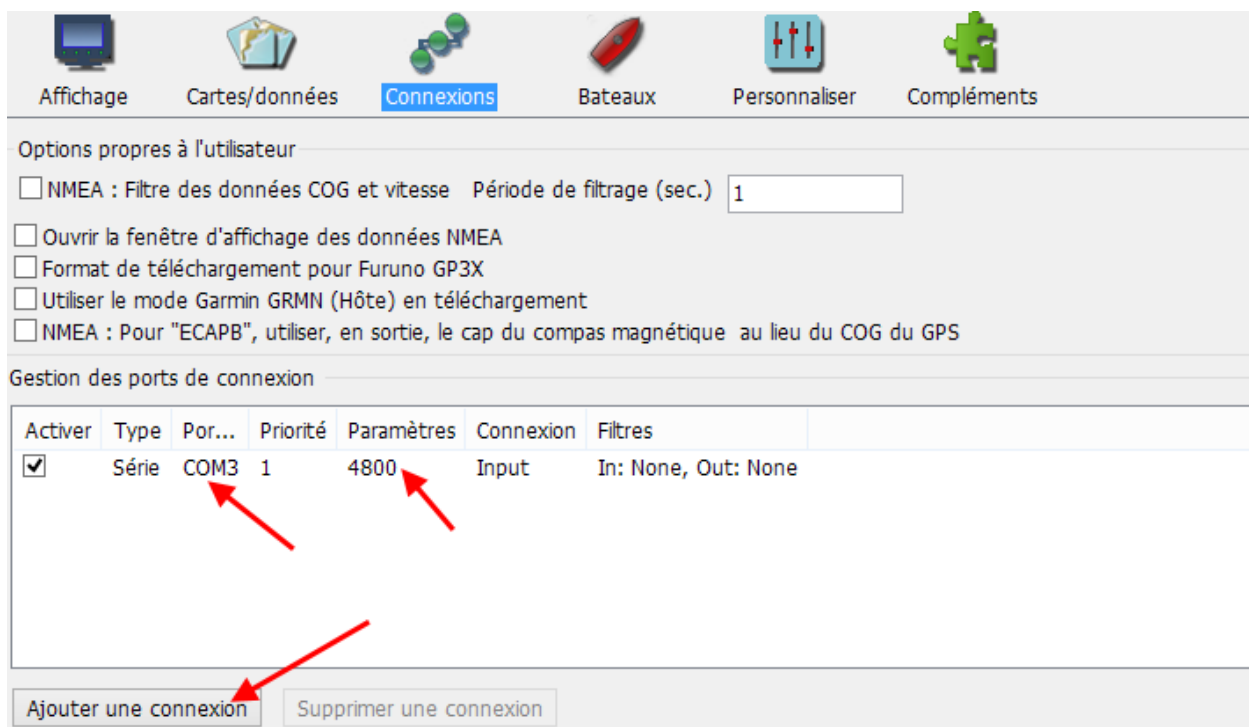 Affichage Cartes/données Connexions Bateaux Personnaliser Compléments
Options propres à l'utilisateur
NMEA : Filtre des données COG et vitesse Période de filtrage (sec.) 1
Ouvrir la fenêtre d'affichage des données NMEA
Format de téléchargement pour Furuno GP3X
Utiliser le mode Garmin GRMN (Hôte) en téléchargement
NMEA : Pour "ECAPB", utiliser, en sortie, le cap du compas magnétique au lieu du COG du GPS
Gestion des ports de connexion
Activer Type Por... Priorité Paramètres Connexion Filtres
Série COM3 1 4800 Input In: None, Out: None
Ajouter une connexion Supprimer une connexion